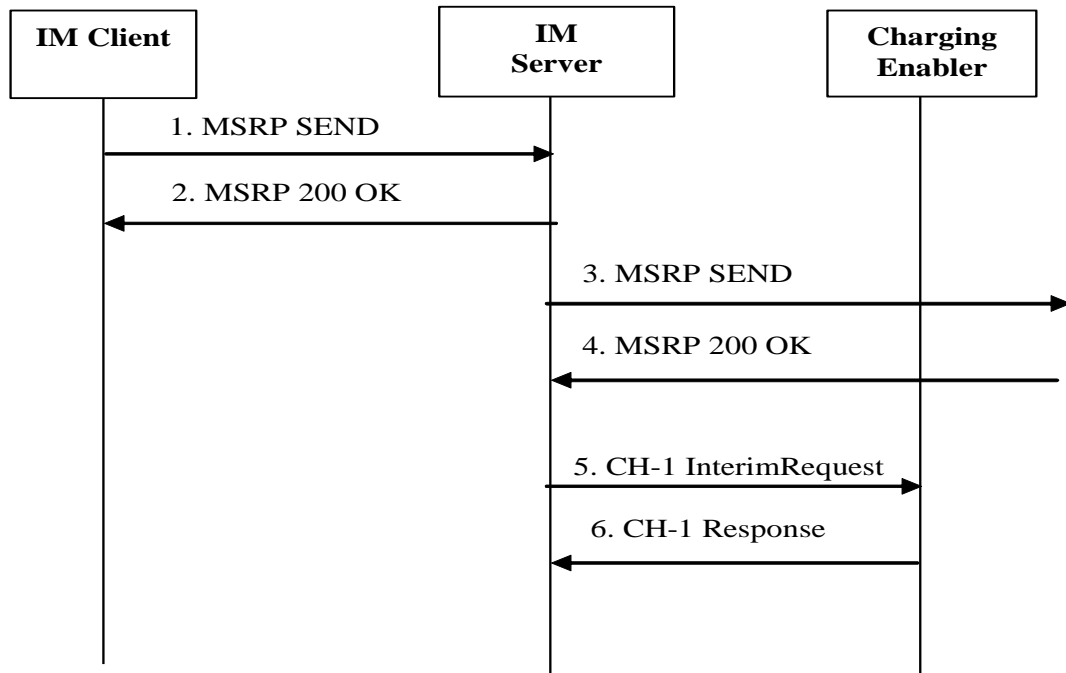 IM Client
IM
Server
Charging
Enabler
1. MSRP SEND
2. MSRP 200 OK
3. MSRP SEND
4. MSRP 200 OK
5. CH-1 InterimRequest
6. CH-1 Response